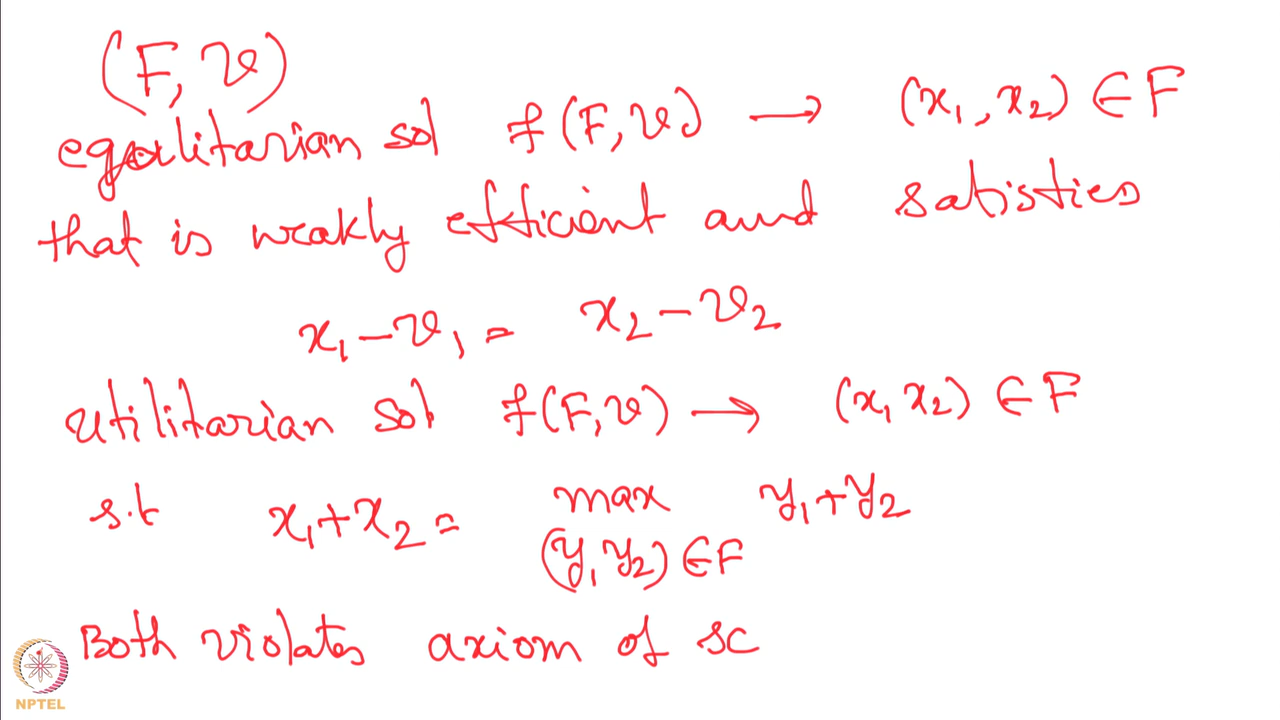 (F, v)
egalitarian sol f(F, v) → (x₁, x₂) ∈ F
that is weakly efficient and satisfies
x₁ - v₁ = x₂ - v₂
utilitarian sol f(F, v) → (x₁ x₂) ∈ F
s.t x₁ + x₂ = max y₁ + y₂
(y₁ y₂) ∈ F
Both violates axiom of SC
NPTEL